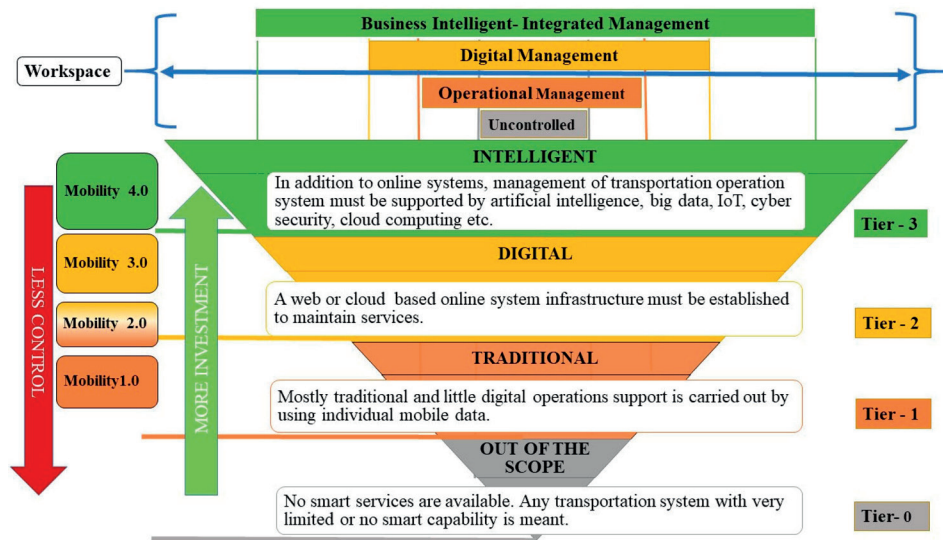 Business Intelligent- Integrated Management
Digital Management
Workspace
Operational Management
Uncontrolled
INTELLIGENT
Mobility 4.0
In addition to online systems, management of transportation operation
system must be supported by artificial intelligence, big data, IoT, cyber
security, cloud computing etc.
Tier - 3
DIGITAL
Mobility 3.0
LESS CONTROL
MORE INVESTMENT
A web or cloud based online system infrastructure must be established
to maintain services.
Mobility 2.0
Tier - 2
TRADITIONAL
Mobility1.0
Mostly traditional and little digital operations support is carried out by
using individual mobile data.
Tier - 1
OUT OF THE
SCOPE
No smart services are available. Any transportation system with very
limited or no smart capability is meant.
Tier- 0